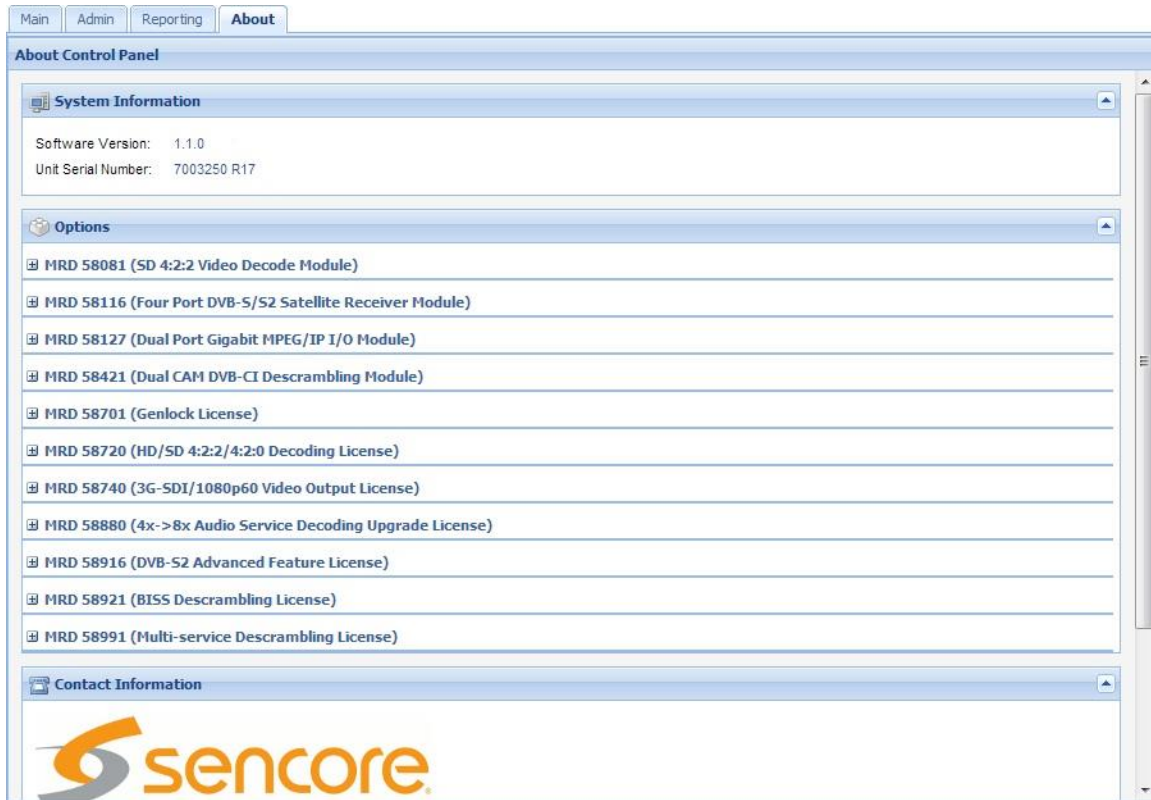 Main Admin Reporting About
About Control Panel
System Information
Software Version: 1.1.0
Unit Serial Number: 7003250 R17
Options
MRD 58081 (SD 4:2:2 Video Decode Module)
MRD 58116 (Four Port DVB-S/S2 Satellite Receiver Module)
MRD 58127 (Dual Port Gigabit MPEG/IP I/O Module)
MRD 58421 (Dual CAM DVB-CI Descrambling Module)
MRD 58701 (Genlock License)
MRD 58720 (HD/SD 4:2:2/4:2:0 Decoding License)
MRD 58740 (3G-SDI/1080p60 Video Output License)
MRD 58880 (4x->8x Audio Service Decoding Upgrade License)
MRD 58916 (DVB-S2 Advanced Feature License)
MRD 58921 (BISS Descrambling License)
MRD 58991 (Multi-service Descrambling License)
Contact Information
sencore